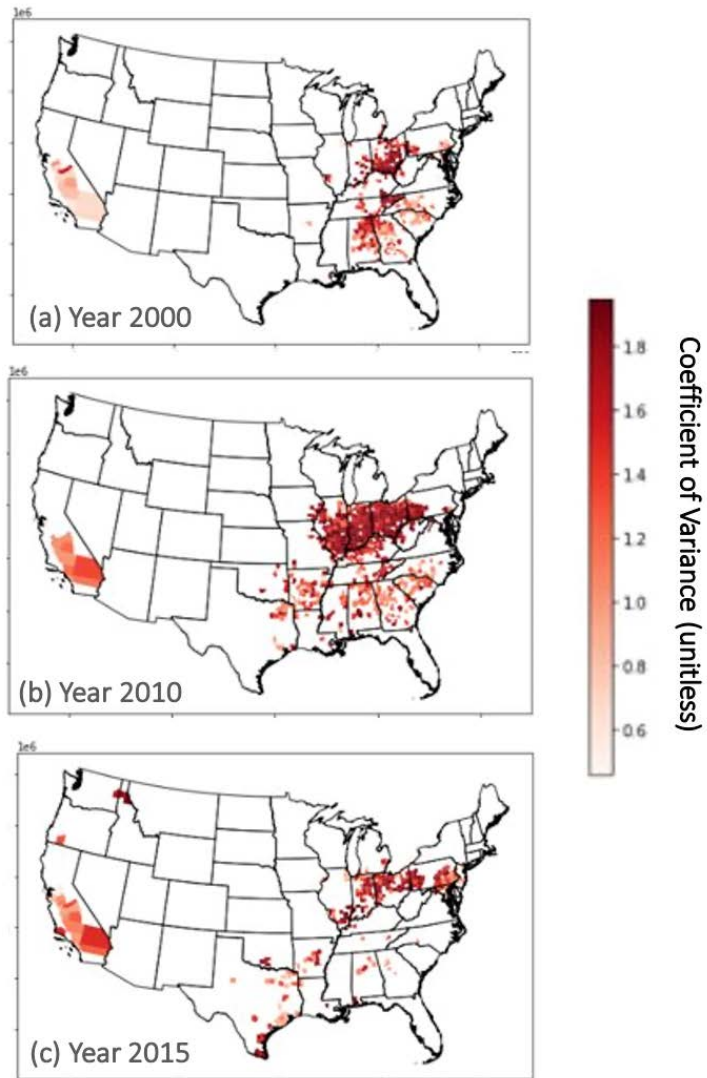 1e6
(a) Year 2000
1e6
(b) Year 2010
1e6
(c) Year 2015
1.8
1.6
1.4
1.2
1.0
0.8
0.6
Coefficient of Variance (unitless)